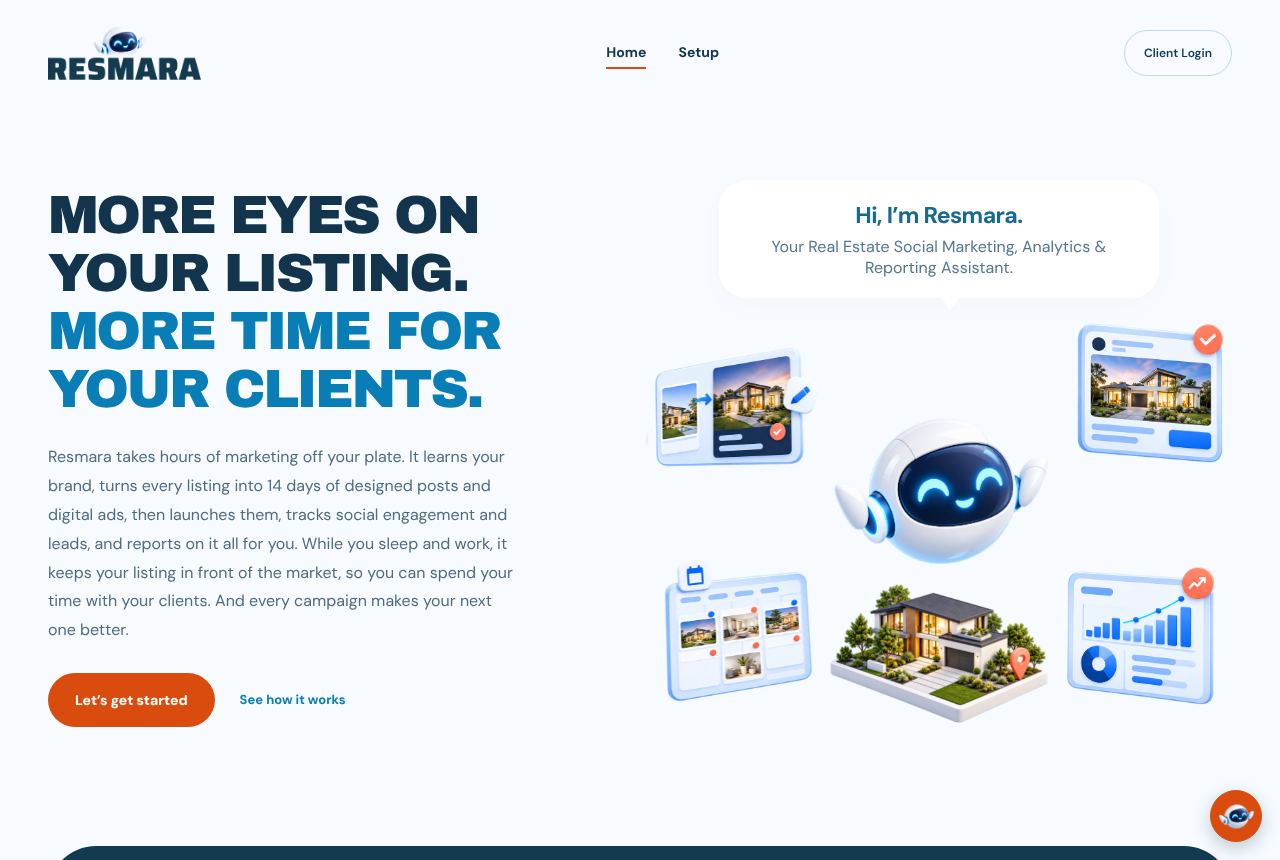 RESMARA
Home
Setup
Client Login
MORE EYES ON
YOUR LISTING.
MORE TIME FOR
YOUR CLIENTS.
Resmara takes hours of marketing off your plate. It learns your
brand, turns every listing into 14 days of designed posts and
digital ads, then launches them, tracks social engagement and
leads, and reports on it all for you. While you sleep and work, it
keeps your listing in front of the market, so you can spend your
time with your clients. And every campaign makes your next
one better.
Let’s get started
See how it works
Hi, I’m Resmara.
Your Real Estate Social Marketing, Analytics &
Reporting Assistant.